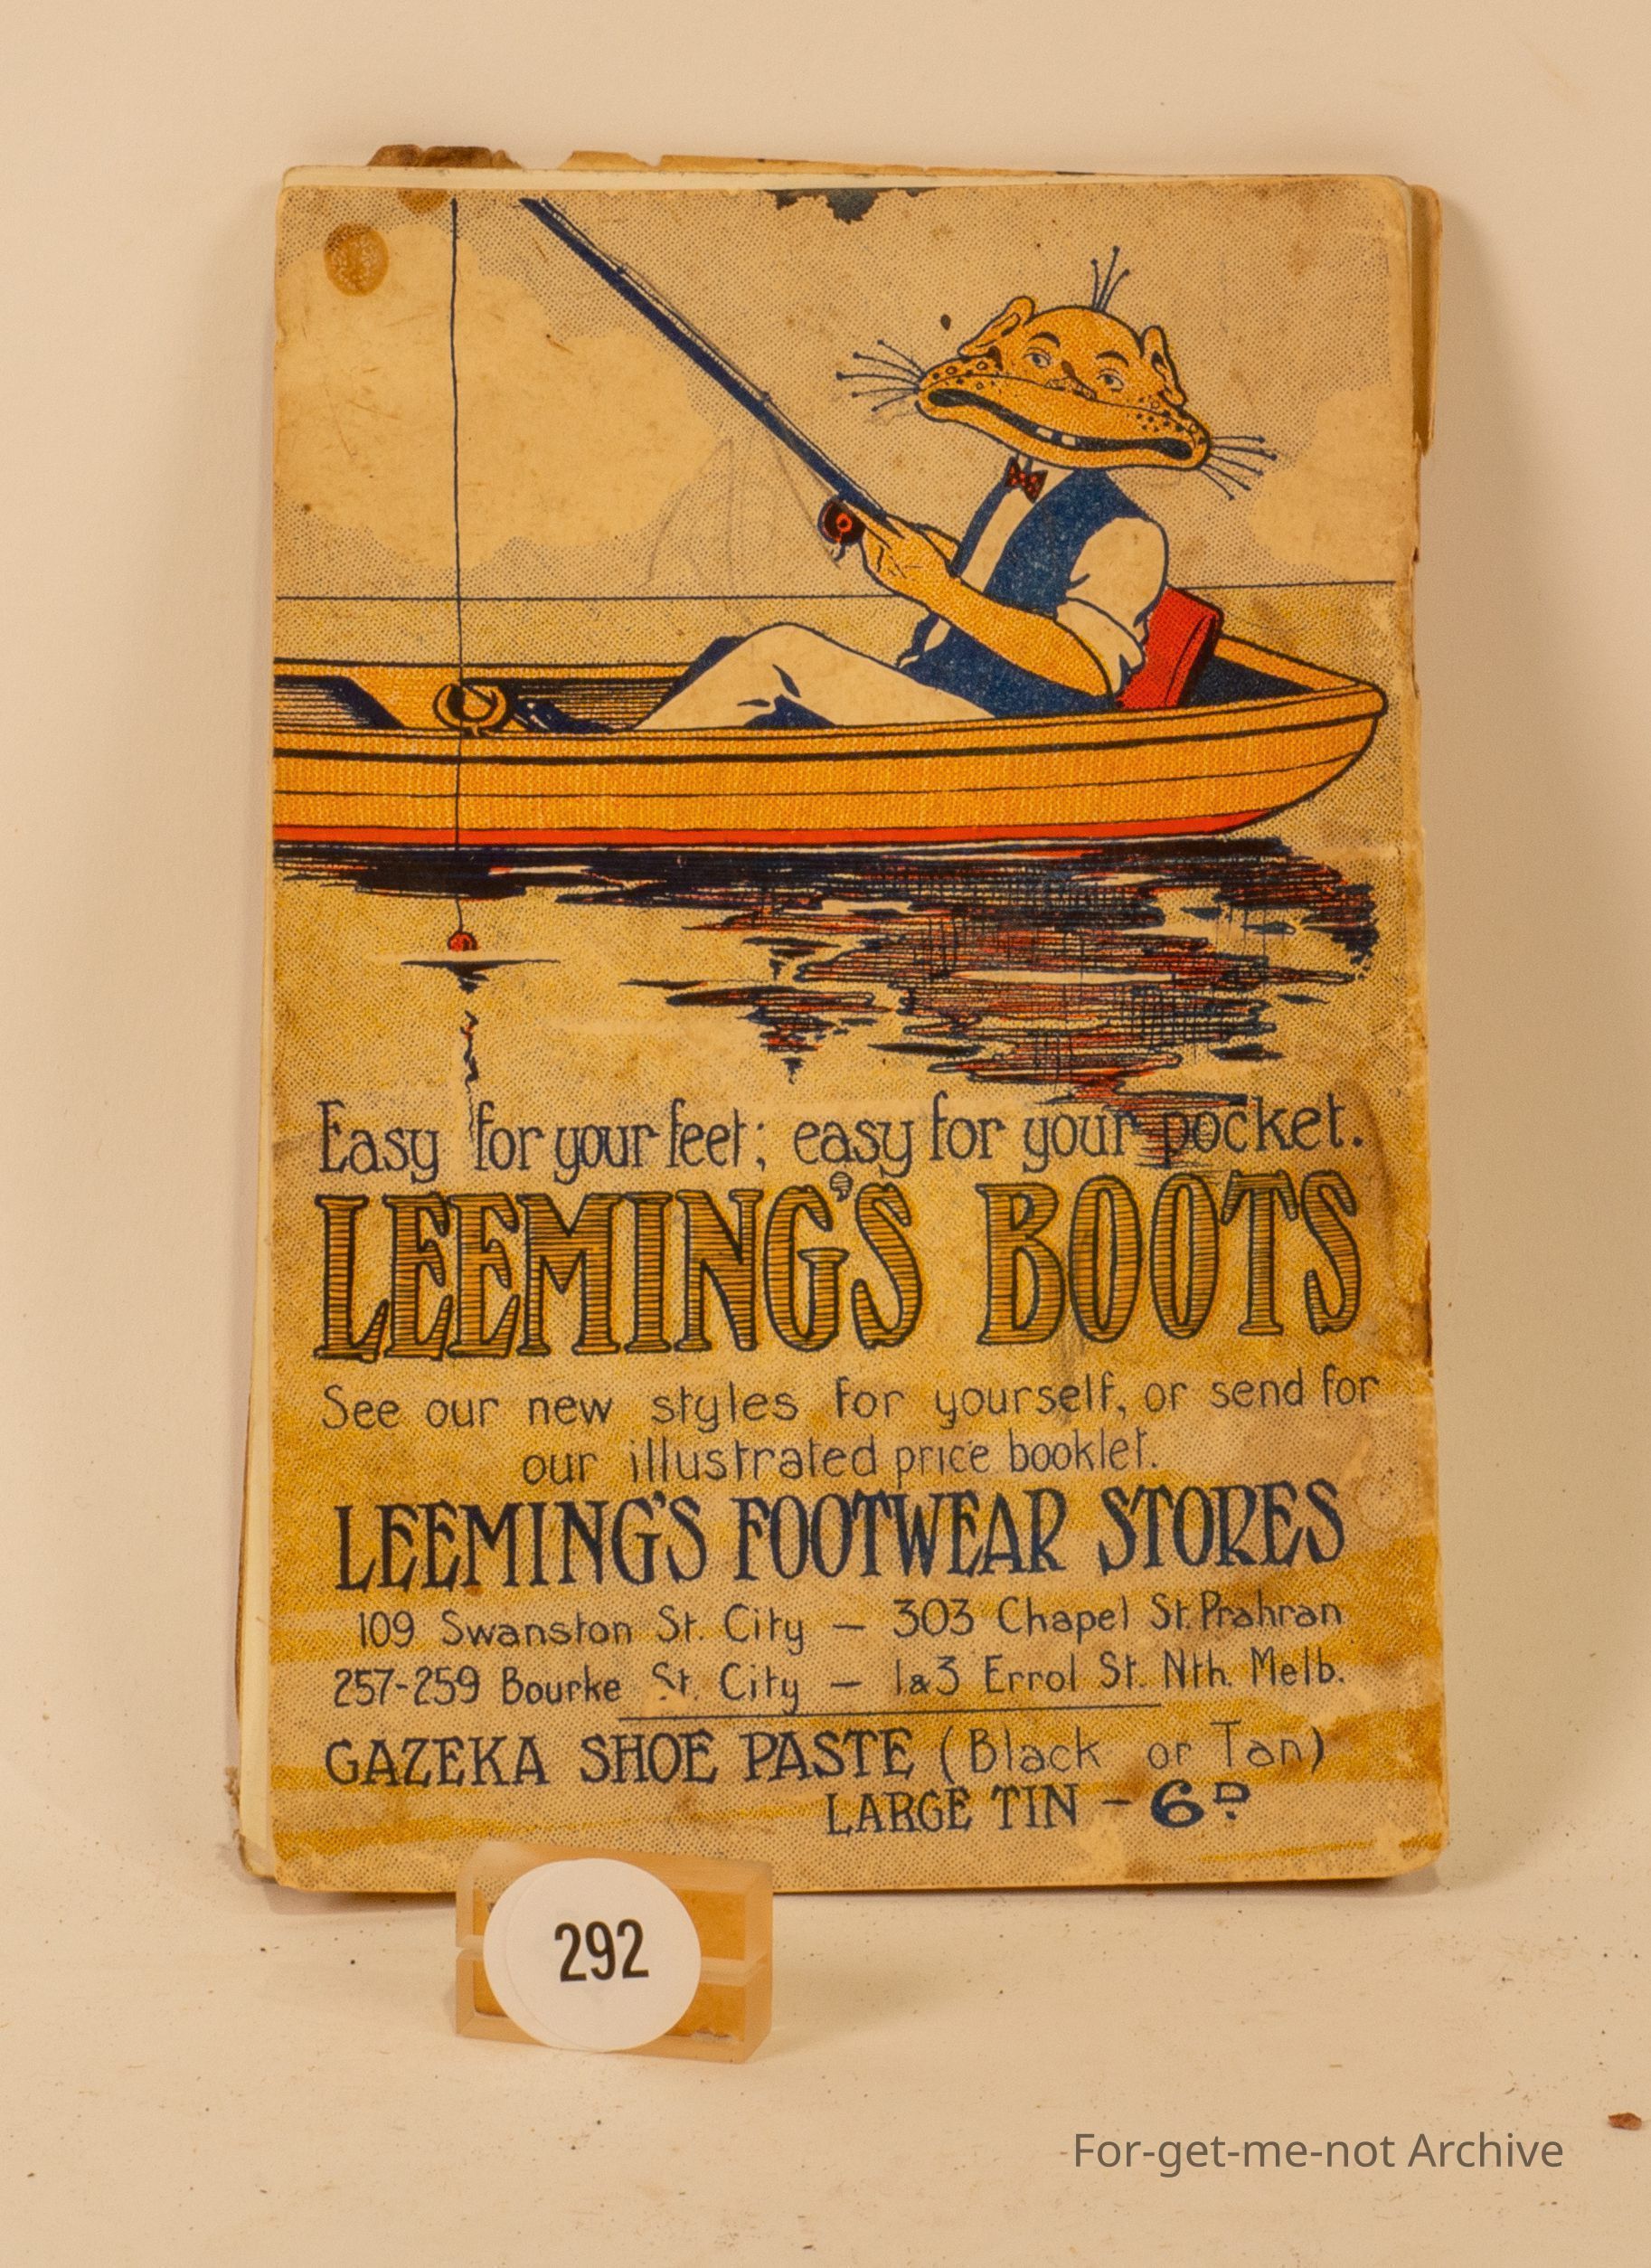 Easy for your feet; easy for your pocket.
LEEMING'S BOOTS
See our new styles for yourself, or send for
our illustrated price booklet.
LEEMING'S FOOTWEAR STORES
109 Swanston St. City — 303 Chapel St. Prahran
257-259 Bourke St. City — 1&3 Errol St. Nth. Melb.
GAZEKA SHOE PASTE (Black or Tan)
LARGE TIN - 6D
292
For-get-me-not Archive